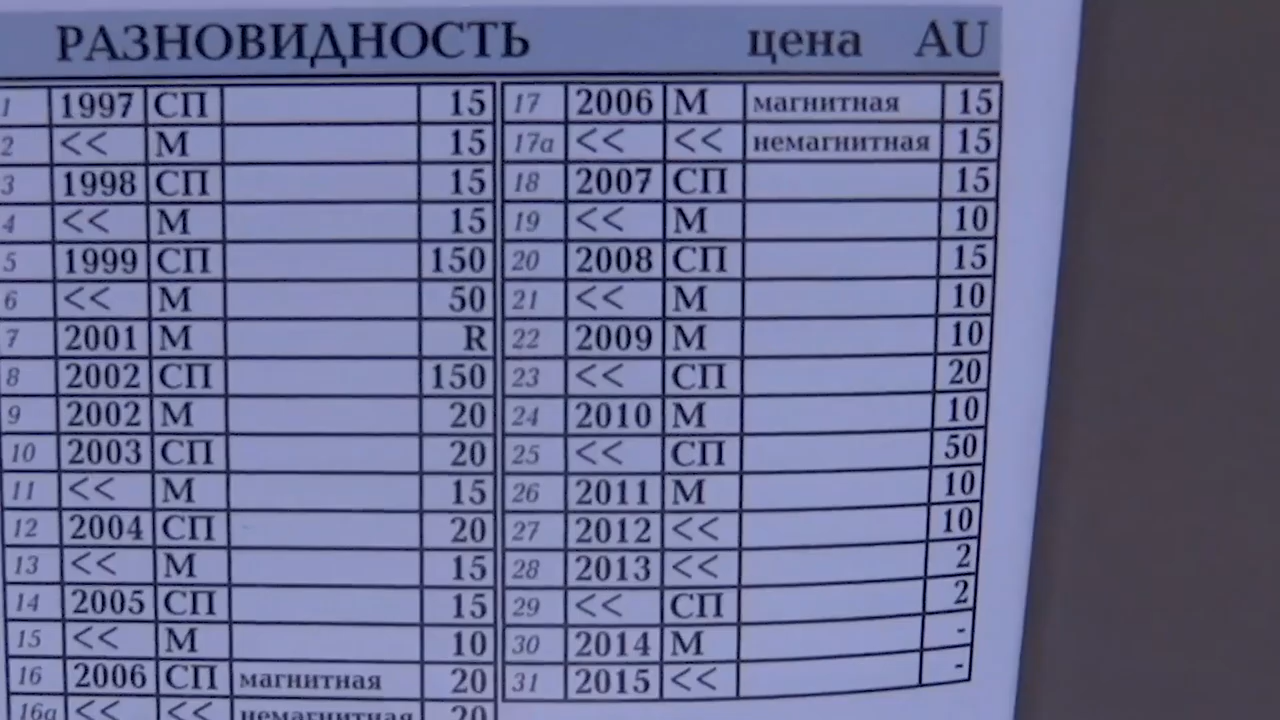 РАЗНОВИДНОСТЬ цена AU
1 1997 СП 15
2 << М 15
3 1998 СП 15
4 << М 15
5 1999 СП 150
6 << М 50
7 2001 М R
8 2002 СП 150
9 2002 М 20
10 2003 СП 20
11 << М 15
12 2004 СП 20
13 << М 15
14 2005 СП 15
15 << М 10
16 2006 СП магнитная 20
16а << << немагнитная 20
17 2006 М магнитная 15
17а << << немагнитная 15
18 2007 СП 15
19 << М 10
20 2008 СП 15
21 << М 10
22 2009 М 10
23 << СП 20
24 2010 М 10
25 << СП 50
26 2011 М 10
27 2012 << 10
28 2013 << 2
29 << СП 2
30 2014 М -
31 2015 << -